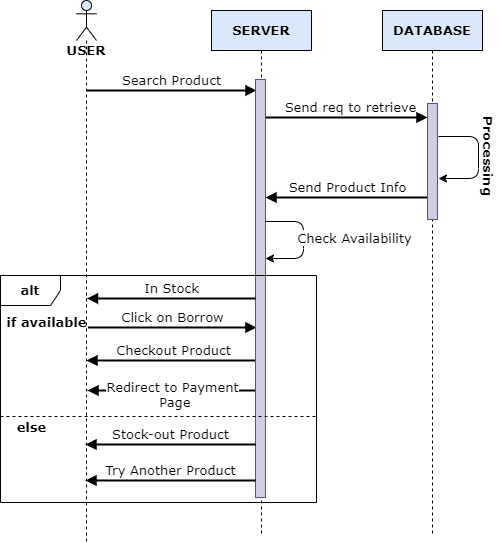 USER
SERVER
DATABASE
Search Product
Send req to retrieve
Processing
Send Product Info
Check Availability
alt
In Stock
if available
Click on Borrow
Checkout Product
Redirect to Payment
Page
else
Stock-out Product
Try Another Product